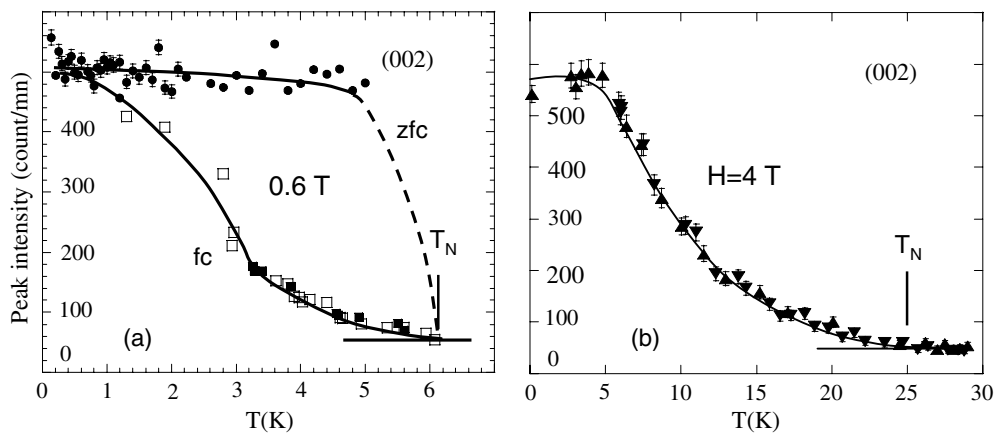 Peak intensity (count/mn)
400
300
200
100
0
(002)
zfc
0.6 T
fc
T_N
(a)
0 1 2 3 4 5 6
T(K)
500
400
300
200
100
0
(002)
H=4 T
T_N
(b)
0 5 10 15 20 25 30
T(K)